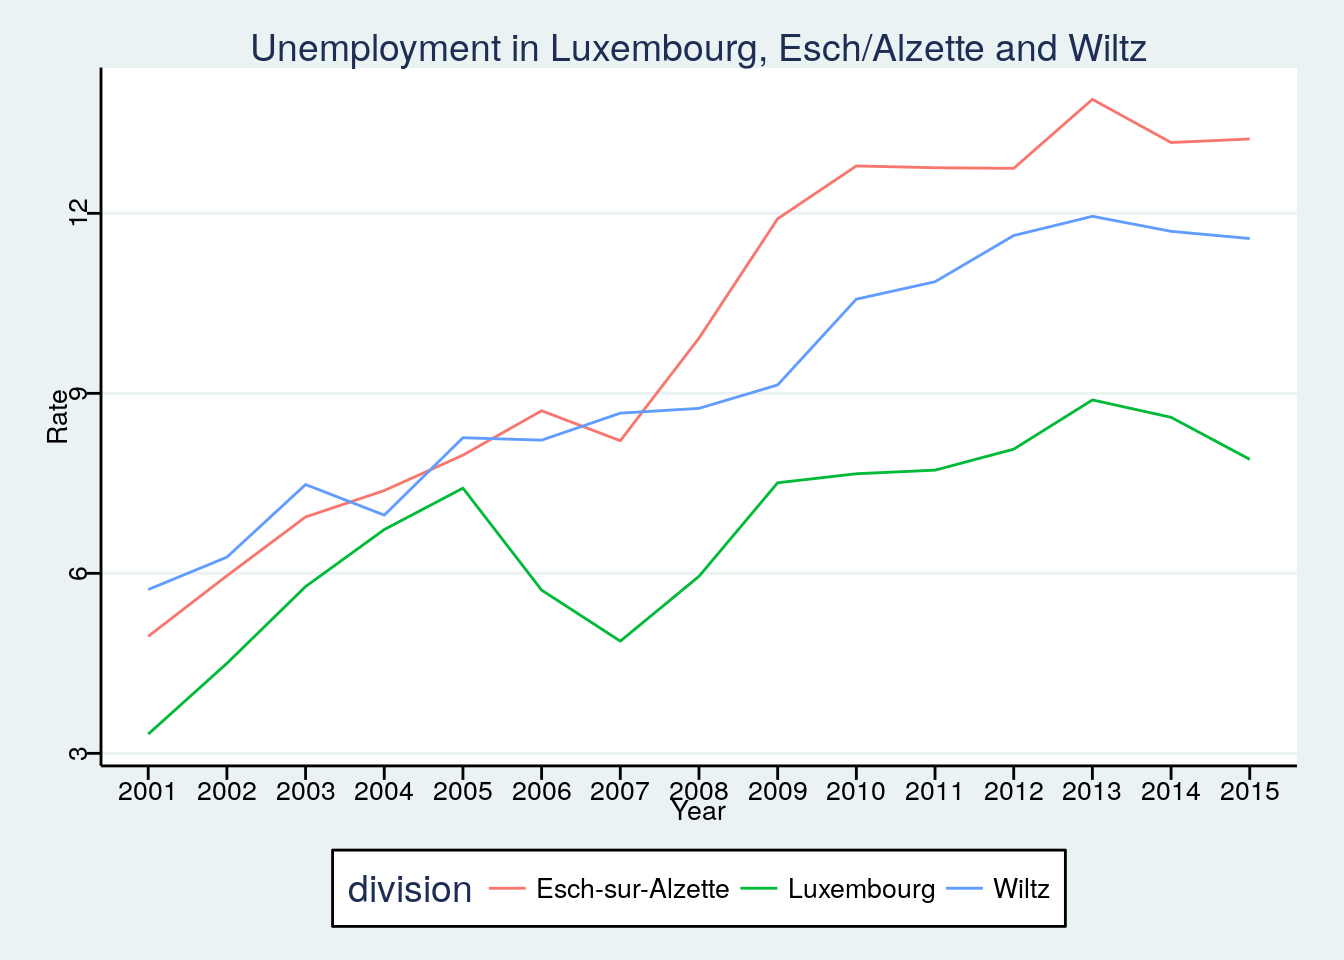 Unemployment in Luxembourg, Esch/Alzette and Wiltz
12
9
6
3
Rate
2001 2002 2003 2004 2005 2006 2007 2008 2009 2010 2011 2012 2013 2014 2015
Year
division Esch-sur-Alzette Luxembourg Wiltz